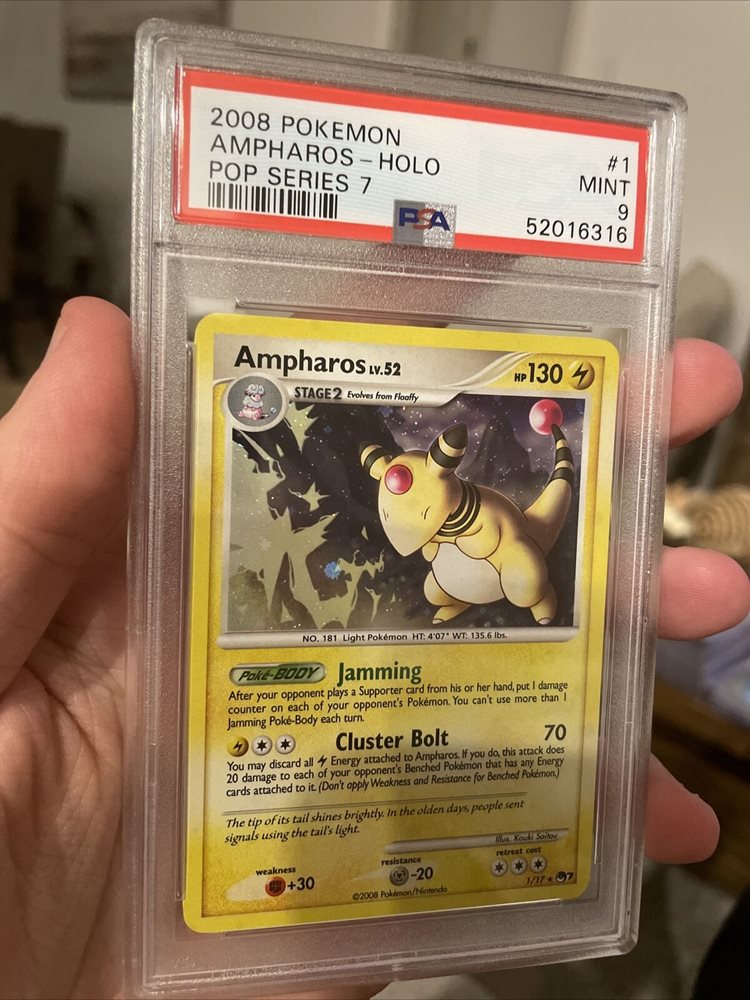 2008 POKEMON
AMPHAROS – HOLO
POP SERIES 7
#1
MINT
9
52016316
PSA
Ampharos LV.52
HP 130
STAGE2 Evolves from Flaaffy
NO. 181 Light Pokémon HT: 4'07" WT: 135.6 lbs.
Poké-BODY Jamming
After your opponent plays a Supporter card from his or her hand, put 1 damage
counter on each of your opponent's Pokémon. You can't use more than 1
Jamming Poké-Body each turn.
Cluster Bolt 70
You may discard all Energy attached to Ampharos. If you do, this attack does
20 damage to each of your opponent's Benched Pokémon that has any Energy
cards attached to it. (Don't apply Weakness and Resistance for Benched Pokémon.)
The tip of its tail shines brightly. In the olden days, people sent
signals using the tail's light.
Illus. Kouki Saitou
weakness
+30
resistance
-20
retreat cost
1/17 ★ 7
©2008 Pokémon/Nintendo